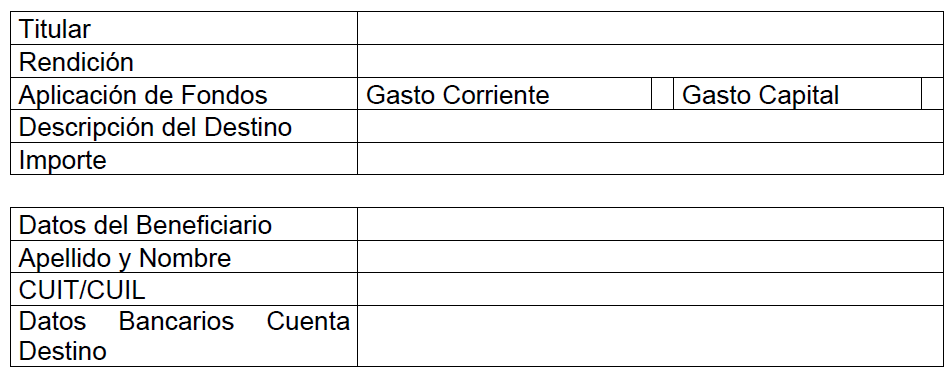 Titular
Rendición
Aplicación de Fondos Gasto Corriente Gasto Capital
Descripción del Destino
Importe
Datos del Beneficiario
Apellido y Nombre
CUIT/CUIL
Datos Bancarios Cuenta
Destino